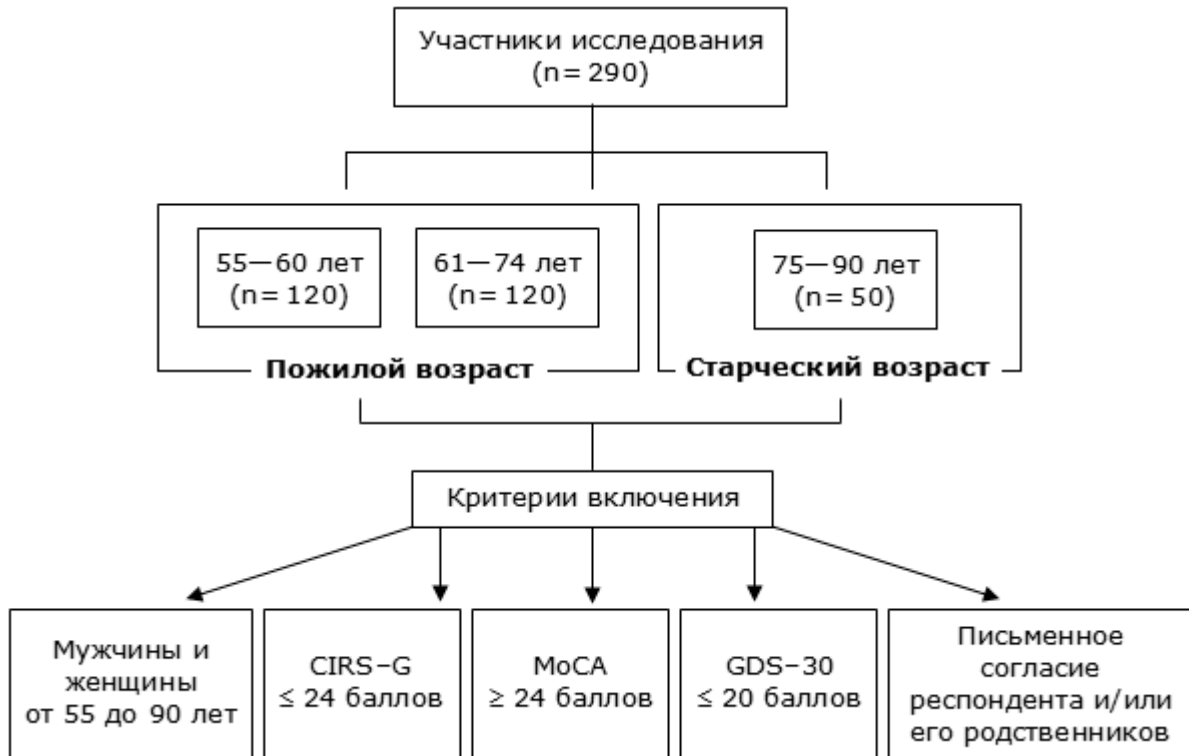 Участники исследования
(n= 290)
55—60 лет
(n= 120)
61—74 лет
(n= 120)
75—90 лет
(n= 50)
Пожилой возраст
Старческий возраст
Критерии включения
Мужчины и
женщины
от 55 до 90 лет
CIRS–G
≤ 24 баллов
MoCA
≥ 24 баллов
GDS–30
≤ 20 баллов
Письменное
согласие
респондента и/или
его родственников